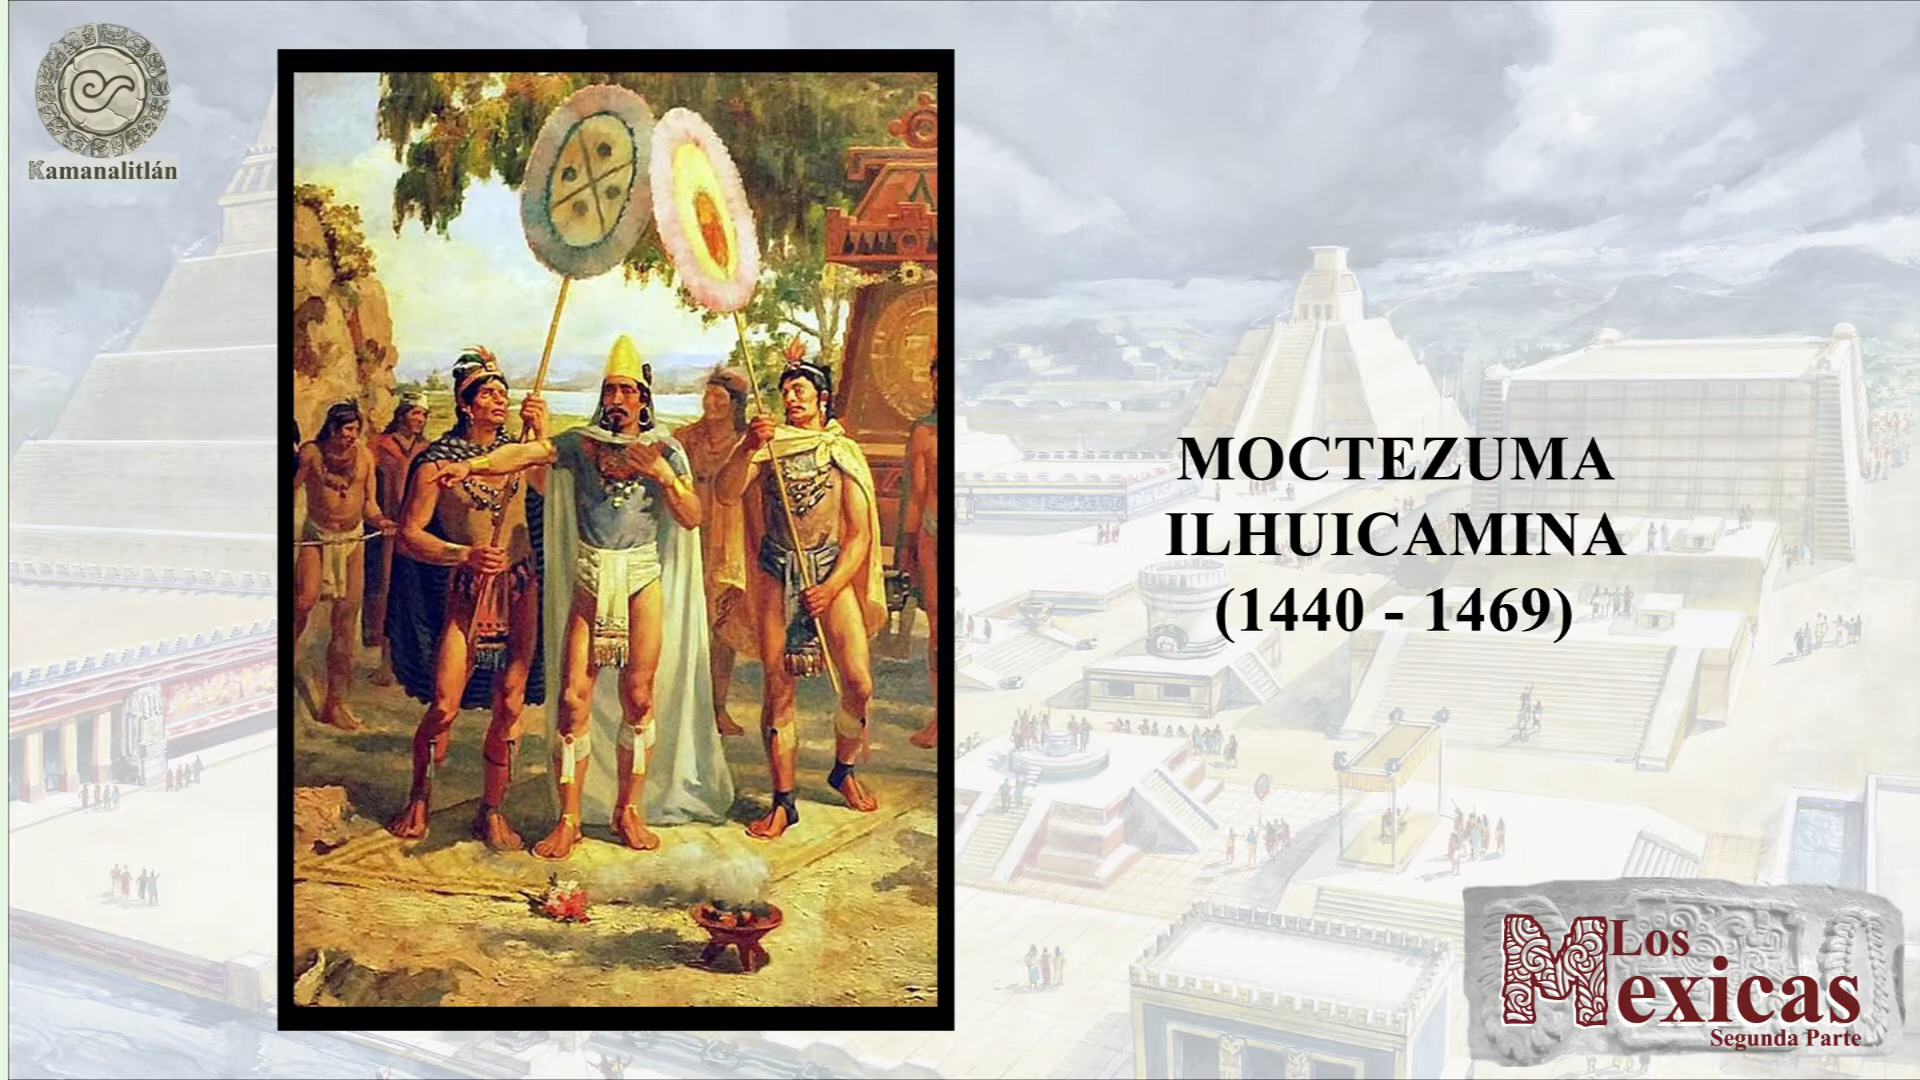 Kamanalitlán
MOCTEZUMA
ILHUICAMINA
(1440 - 1469)
Los
Mexicas
Segunda Parte